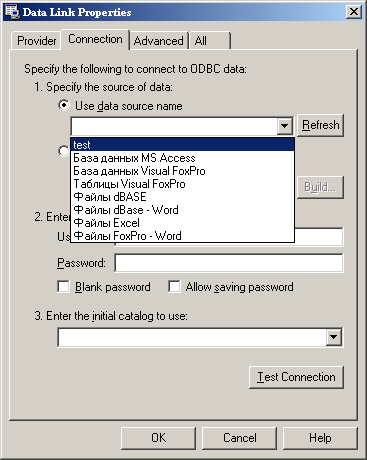 Data Link Properties
Provider Connection Advanced All
Specify the following to connect to ODBC data:
1. Specify the source of data:
Use data source name
Refresh
test
База данных MS Access
База данных Visual FoxPro
Таблицы Visual FoxPro
Файлы dBASE
Файлы dBase - Word
Файлы Excel
Файлы FoxPro - Word
Build...
2. Enter
Us
Password:
Blank password Allow saving password
3. Enter the initial catalog to use:
Test Connection
OK Cancel Help